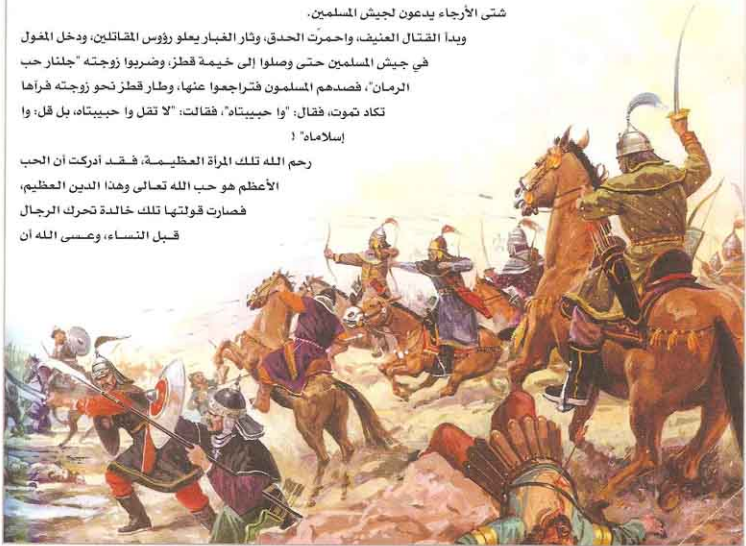 شتى الأرجاء يدعون لجيش المسلمين.
وبدأ القتال العنيف، واحمرّت الحدق، وثار الغبار يعلو رؤوس المقاتلين، ودخل المغول
في جيش المسلمين حتى وصلوا إلى خيمة قطز، وضربوا زوجته "جلنار حب
الرمان"، فصدهم المسلمون فتراجعوا عنها، وطار قطز نحو زوجته فرآها
تكاد تموت، فقال: "وا حبيبتاه"، فقالت: "لا تقل وا حبيبتاه، بل قل: وا
إسلاماه" !
رحم الله تلك المرأة العظيمة، فقد أدركت أن الحب
الأعظم هو حب الله تعالى وهذا الدين العظيم،
فصارت قولتها تلك خالدة تحرك الرجال
قبل النساء، وعسى الله أن